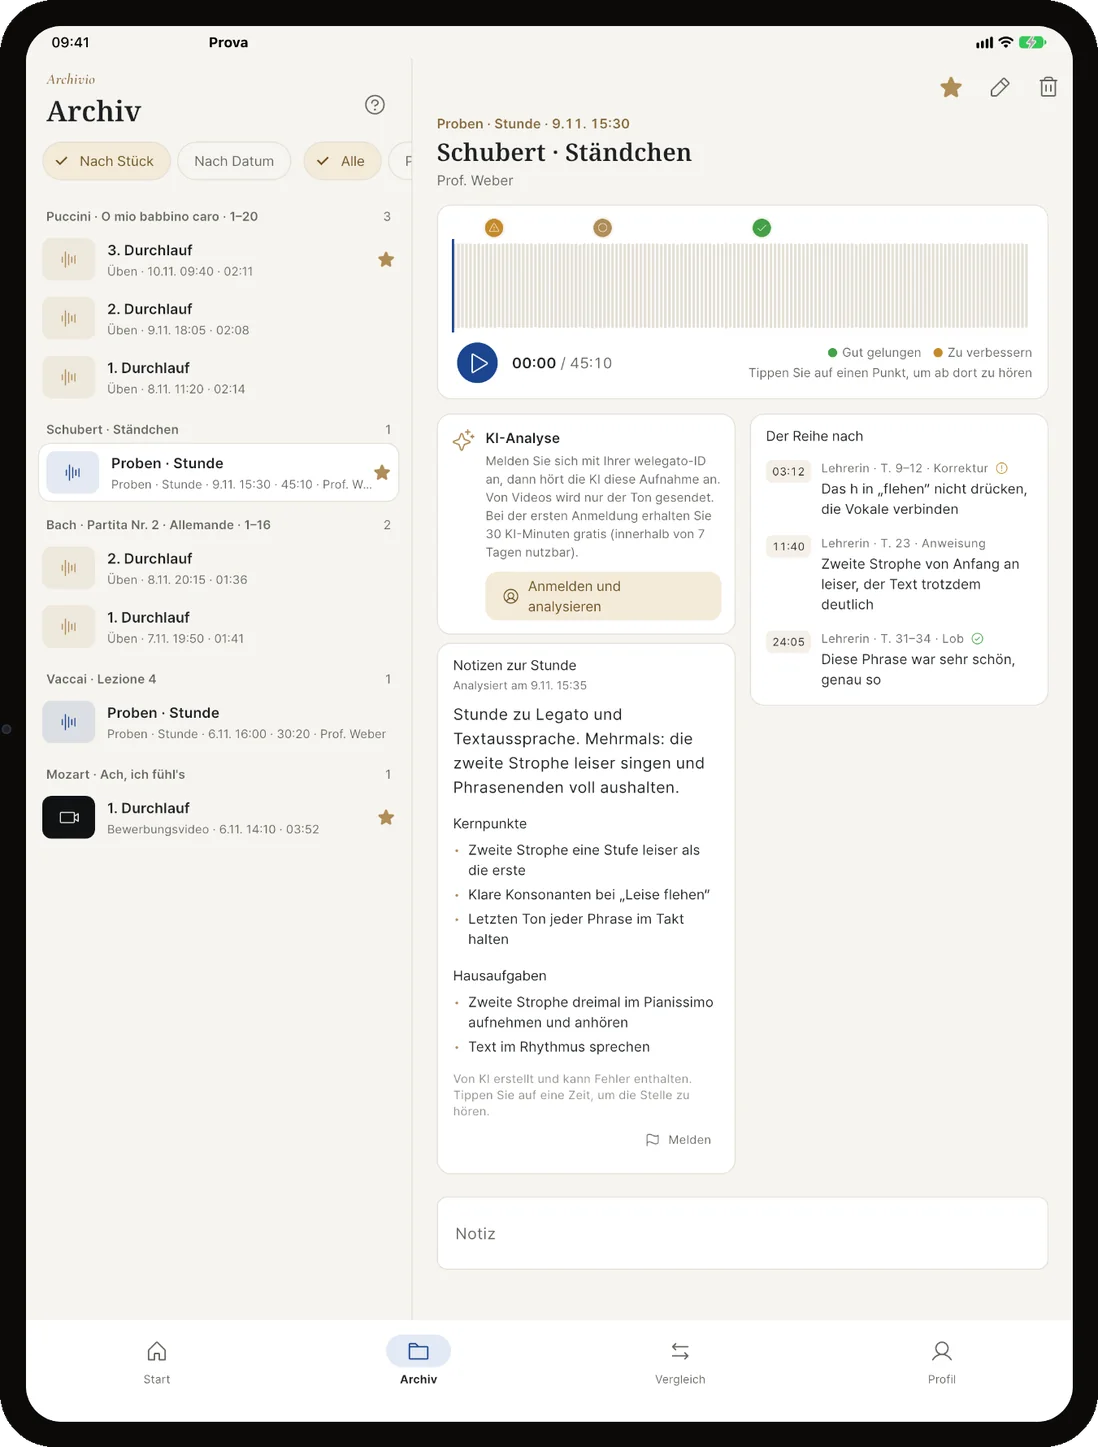 09:41
Prova
Archivio
Archiv
Nach Stück
Nach Datum
Alle
Puccini · O mio babbino caro · 1–20
3
3. Durchlauf
Üben · 10.11. 09:40 · 02:11
2. Durchlauf
Üben · 9.11. 18:05 · 02:08
1. Durchlauf
Üben · 8.11. 11:20 · 02:14
Schubert · Ständchen
1
Proben · Stunde
Proben · Stunde · 9.11. 15:30 · 45:10 · Prof. W...
Bach · Partita Nr. 2 · Allemande · 1–16
2
2. Durchlauf
Üben · 8.11. 20:15 · 01:36
1. Durchlauf
Üben · 7.11. 19:50 · 01:41
Vaccai · Lezione 4
1
Proben · Stunde
Proben · Stunde · 6.11. 16:00 · 30:20 · Prof. Weber
Mozart · Ach, ich fühl's
1
1. Durchlauf
Bewerbungsvideo · 6.11. 14:10 · 03:52
Proben · Stunde · 9.11. 15:30
Schubert · Ständchen
Prof. Weber
00:00 / 45:10
Gut gelungen
Zu verbessern
Tippen Sie auf einen Punkt, um ab dort zu hören
KI-Analyse
Melden Sie sich mit Ihrer welegato-ID
an, dann hört die KI diese Aufnahme an.
Von Videos wird nur der Ton gesendet.
Bei der ersten Anmeldung erhalten Sie
30 KI-Minuten gratis (innerhalb von 7
Tagen nutzbar).
Anmelden und
analysieren
Notizen zur Stunde
Analysiert am 9.11. 15:35
Stunde zu Legato und
Textaussprache. Mehrmals: die
zweite Strophe leiser singen und
Phrasenenden voll aushalten.
Kernpunkte
• Zweite Strophe eine Stufe leiser als
die erste
• Klare Konsonanten bei „Leise flehen“
• Letzten Ton jeder Phrase im Takt
halten
Hausaufgaben
• Zweite Strophe dreimal im Pianissimo
aufnehmen und anhören
• Text im Rhythmus sprechen
Von KI erstellt und kann Fehler enthalten.
Tippen Sie auf eine Zeit, um die Stelle zu
hören.
Melden
Der Reihe nach
03:12
Lehrerin · T. 9–12 · Korrektur
Das h in „flehen“ nicht drücken,
die Vokale verbinden
11:40
Lehrerin · T. 23 · Anweisung
Zweite Strophe von Anfang an
leiser, der Text trotzdem
deutlich
24:05
Lehrerin · T. 31–34 · Lob
Diese Phrase war sehr schön,
genau so
Notiz
Start
Archiv
Vergleich
Profil